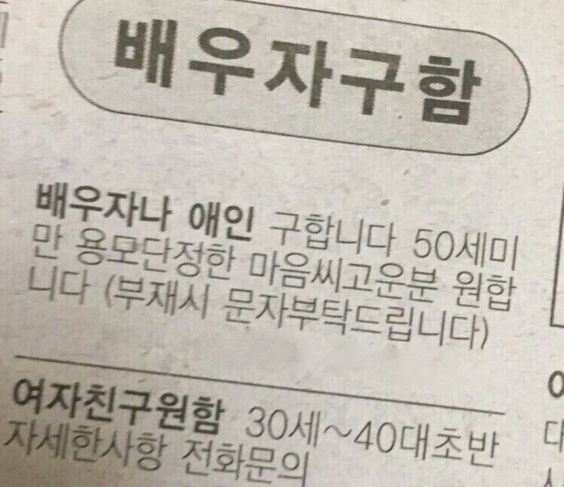 배우자구함
배우자나 애인 구합니다 50세미
만 용모단정한 마음씨고운분 원합
니다 (부재시 문자부탁드립니다)
여자친구원함 30세~40대초반
자세한사항 전화문의